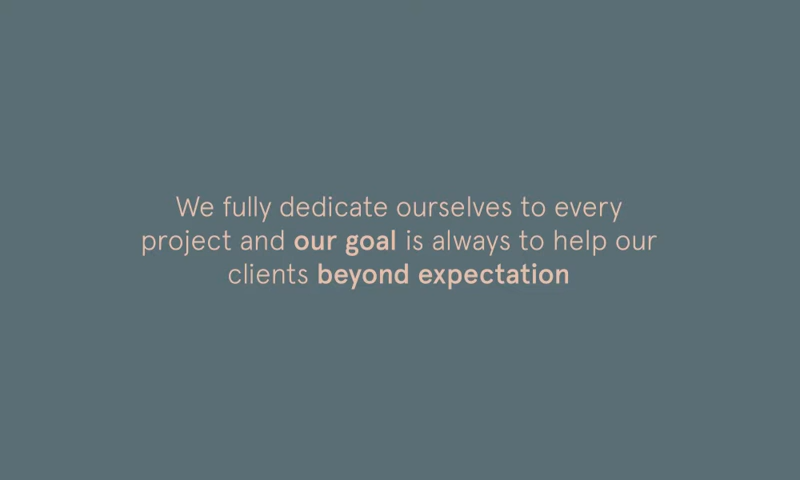 We fully dedicate ourselves to every
project and our goal is always to help our
clients beyond expectation